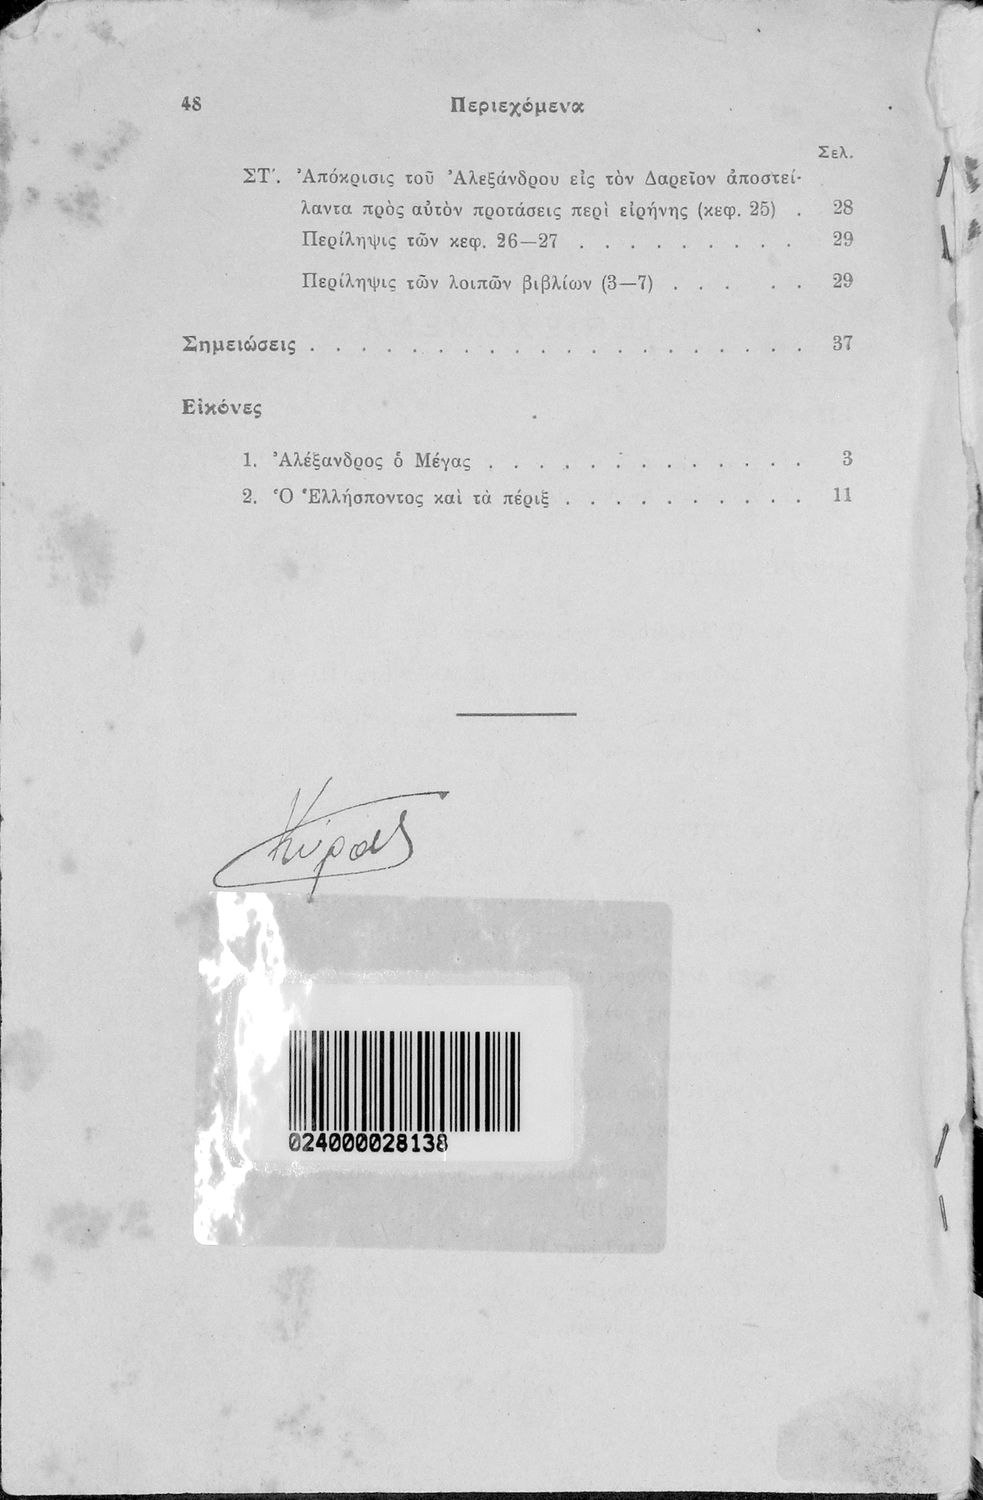 48 Περιεχόμενα
Σελ.
ΣΤʹ. Ἀπόκρισις τοῦ Ἀλεξάνδρου εἰς τὸν Δαρεῖον ἀποστεί-
λαντα πρὸς αὐτὸν προτάσεις περὶ εἰρήνης (κεφ. 25) . 28
Περίληψις τῶν κεφ. 26—27 . . . . . . . . . 29
Περίληψις τῶν λοιπῶν βιβλίων (3—7) . . . . . 29
Σημειώσεις . . . . . . . . . . . . . . . . . . . . 37
Εἰκόνες
1. Ἀλέξανδρος ὁ Μέγας . . . . . . . . . . . . . 3
2. Ὁ Ἑλλήσποντος καὶ τὰ πέριξ . . . . . . . . . . 11
024000028138